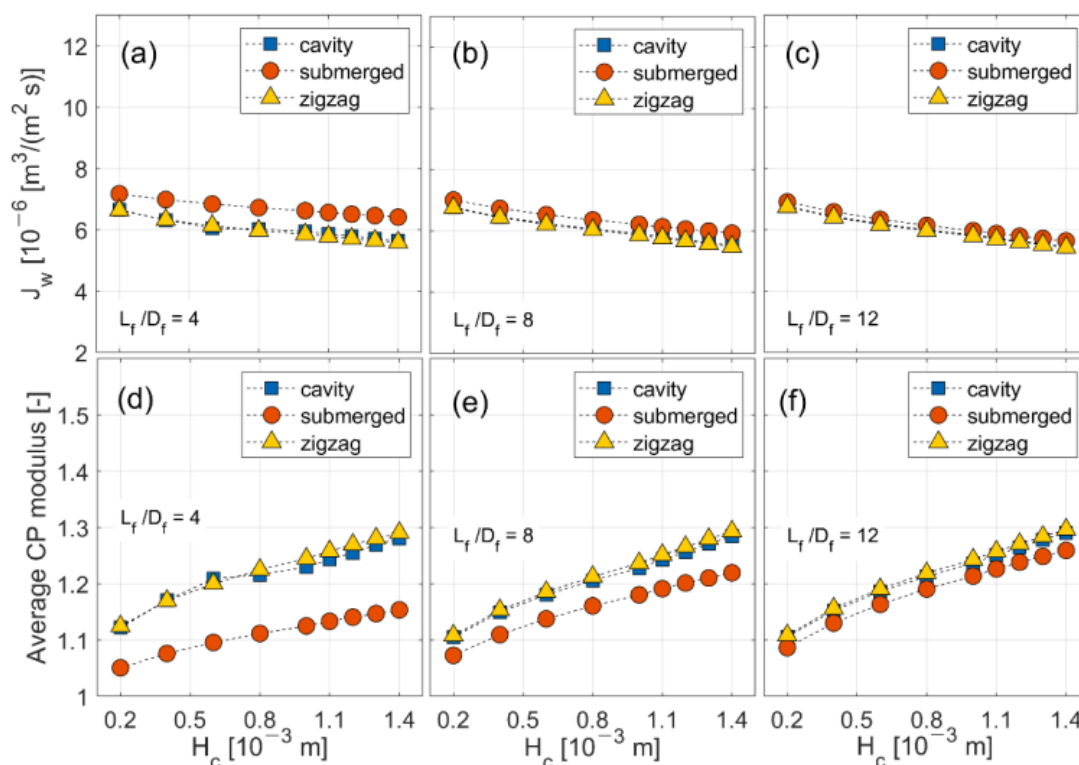 (a)
cavity
submerged
zigzag
L_f /D_f = 4
(b)
cavity
submerged
zigzag
L_f /D_f = 8
(c)
cavity
submerged
zigzag
L_f /D_f = 12
J_w [10^−6 [m^3/(m^2 s)]
12
10
8
6
4
2
(d)
cavity
submerged
zigzag
L_f /D_f = 4
(e)
cavity
submerged
zigzag
L_f /D_f = 8
(f)
cavity
submerged
zigzag
L_f /D_f = 12
Average CP modulus [-]
1.5
1.4
1.3
1.2
1.1
1
0.2 0.5 0.8 1.1 1.4
H_c [10^−3 m]
0.2 0.5 0.8 1.1 1.4
H_c [10^−3 m]
0.2 0.5 0.8 1.1 1.4
H_c [10^−3 m]